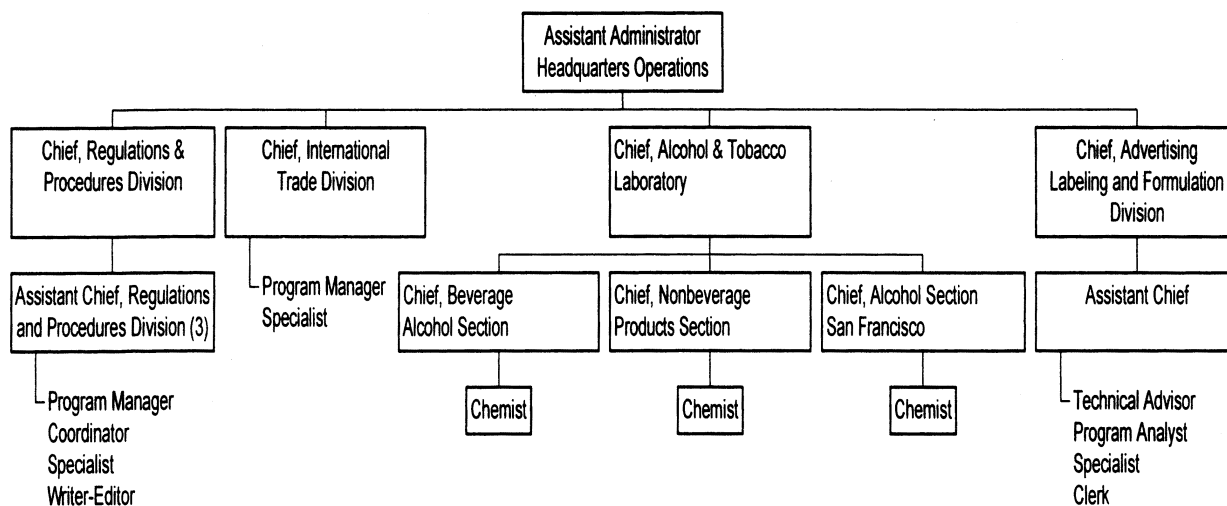 Assistant Administrator
Headquarters Operations
Chief, Regulations &
Procedures Division
Chief, International
Trade Division
Chief, Alcohol & Tobacco
Laboratory
Chief, Advertising
Labeling and Formulation
Division
Assistant Chief, Regulations
and Procedures Division (3)
Program Manager
Specialist
Chief, Beverage
Alcohol Section
Chief, Nonbeverage
Products Section
Chief, Alcohol Section
San Francisco
Assistant Chief
Program Manager
Coordinator
Specialist
Writer-Editor
Chemist
Chemist
Chemist
Technical Advisor
Program Analyst
Specialist
Clerk